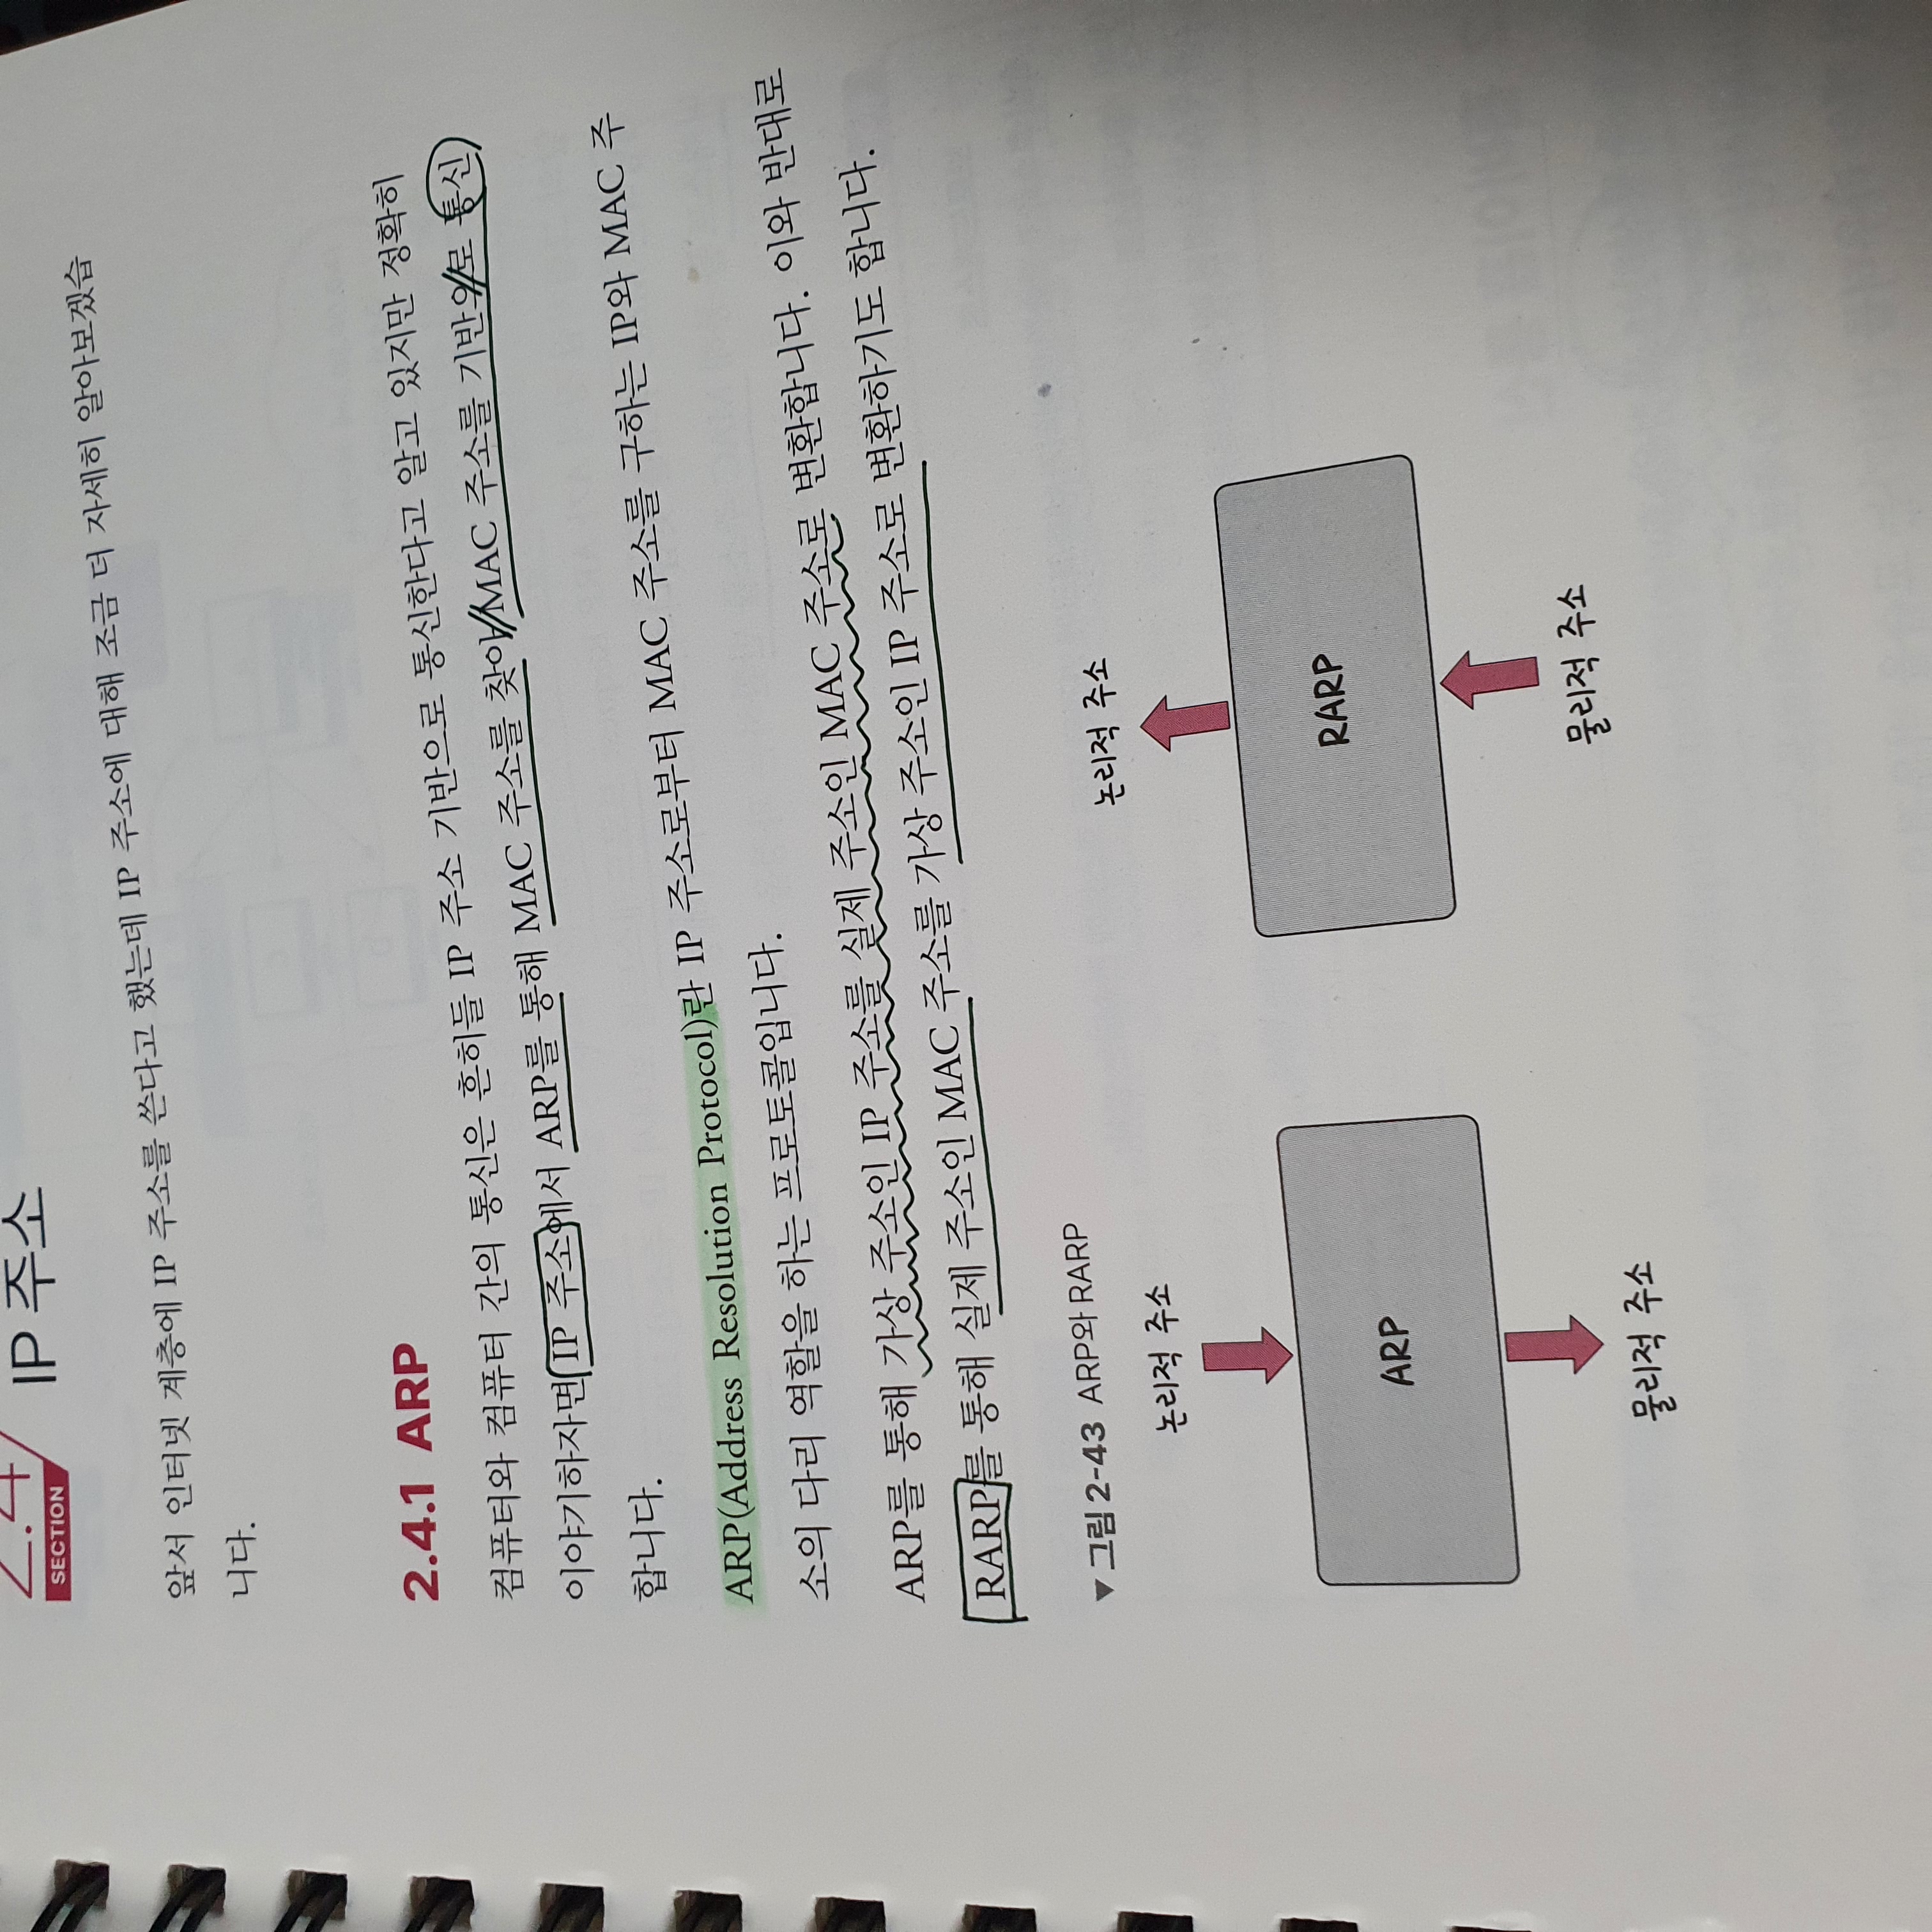 2.4 IP 주소
SECTION
앞서 인터넷 계층에 IP 주소를 쓴다고 했는데 IP 주소에 대해 조금 더 자세히 알아보겠습
니다.
2.4.1 ARP
컴퓨터와 컴퓨터 간의 통신은 흔히들 IP 주소 기반으로 통신한다고 알고 있지만 정확히
이야기하자면 IP 주소에서 ARP를 통해 MAC 주소를 찾아 MAC 주소를 기반으로 통신
합니다.
ARP(Address Resolution Protocol)란 IP 주소로부터 MAC 주소를 구하는 IP와 MAC 주
소의 다리 역할을 하는 프로토콜입니다.
ARP를 통해 가상 주소인 IP 주소를 실제 주소인 MAC 주소로 변환합니다. 이와 반대로
RARP를 통해 실제 주소인 MAC 주소를 가상 주소인 IP 주소로 변환하기도 합니다.
▼ 그림 2-43 ARP와 RARP
논리적 주소
ARP
물리적 주소
논리적 주소
RARP
물리적 주소